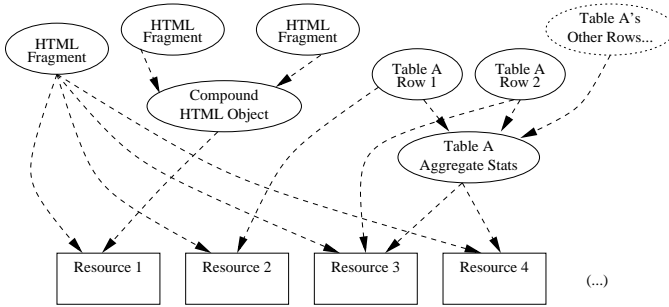 HTML
Fragment
HTML
Fragment
HTML
Fragment
Table A's
Other Rows...
Compound
HTML Object
Table A
Row 1
Table A
Row 2
Table A
Aggregate Stats
Resource 1
Resource 2
Resource 3
Resource 4
(...)